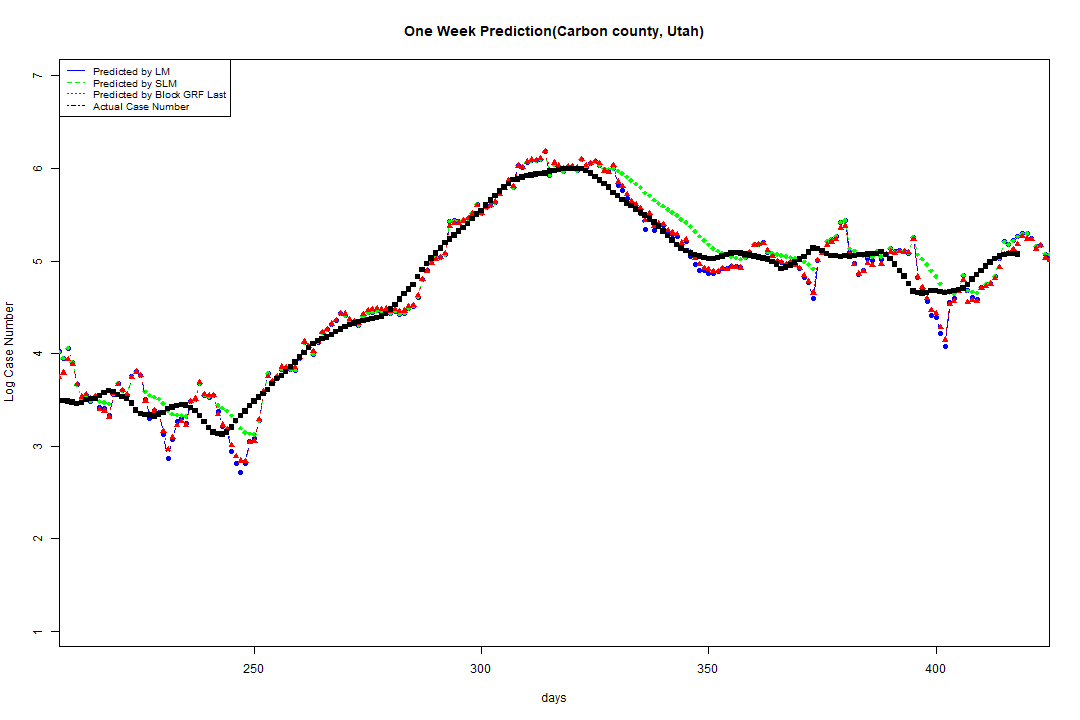 One Week Prediction(Carbon county, Utah)
Predicted by LM
Predicted by SLM
Predicted by Block GRF Last
Actual Case Number
7
6
5
4
3
2
1
Log Case Number
250
300
350
400
days